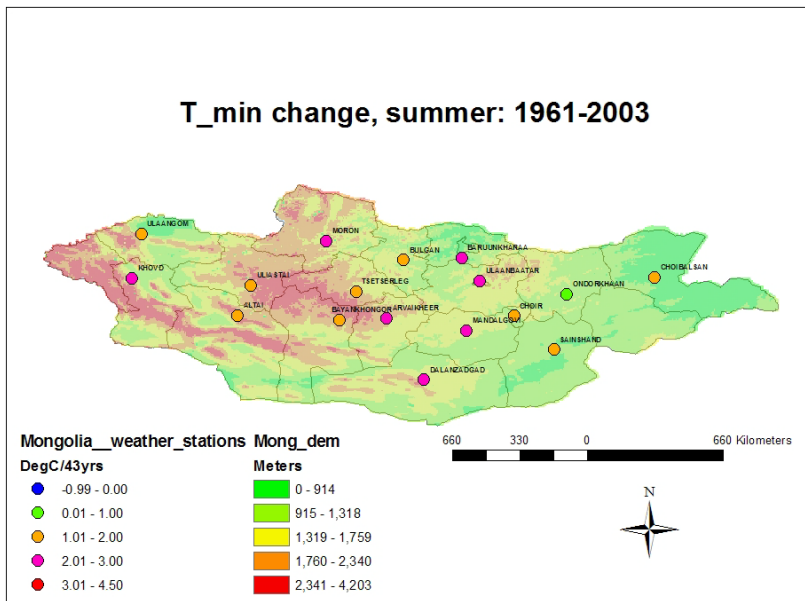 T_min change, summer: 1961-2003
ULAANGOM
MORON
BULGAN
BARUUNKHARAA
KHOVD
ULIASTAI
TSETSERLEG
ULAANBAATAR
CHOIBALSAN
ONDORKHAAN
ALTAI
BAYANKHONGOR
ARVAIKHEER
CHOIR
MANDALGOVI
SAINSHAND
DALANZADGAD
Mongolia__weather_stations
DegC/43yrs
-0.99 - 0.00
0.01 - 1.00
1.01 - 2.00
2.01 - 3.00
3.01 - 4.50
Mong_dem
Meters
0 - 914
915 - 1,318
1,319 - 1,759
1,760 - 2,340
2,341 - 4,203
660 330 0 660 Kilometers
N